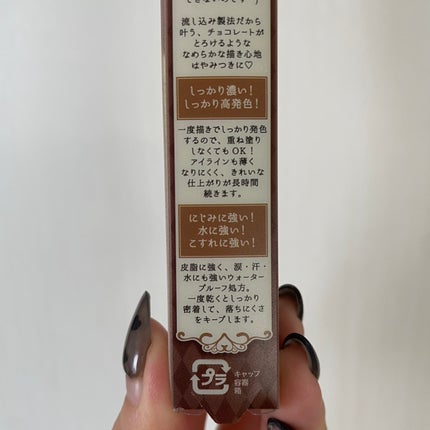 できないのです。)
流し込み製法だから
叶う、チョコレートが
とろけるような
なめらかな描き心地
はやみつきに♡
しっかり濃い！
しっかり高発色！
一度描きでしっかり発色
するので、重ね塗り
しなくてもOK！
アイラインも薄く
なりにくく、きれいな
仕上がりが長時間
続きます。
にじみに強い！
水に強い！
こすれに強い！
皮脂に強く、涙・汗・
水にも強いウォーター
プルーフ処方。
一度乾くとしっかり
密着して、落ちにくさ
をキープします。
プラ
キャップ
容器
箱